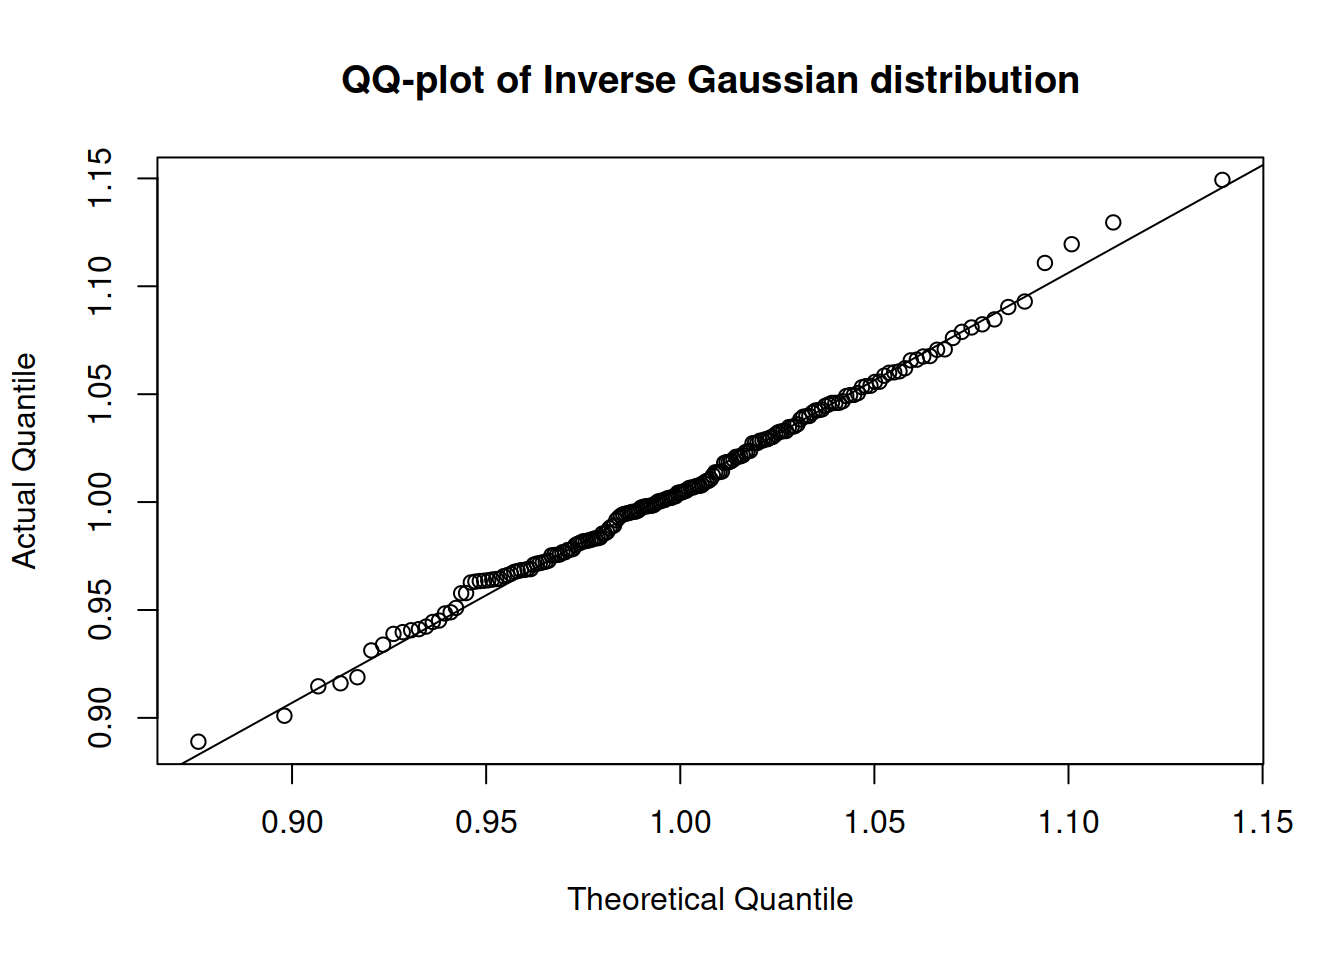 QQ-plot of Inverse Gaussian distribution
Actual Quantile
1.15
1.10
1.05
1.00
0.95
0.90
0.90 0.95 1.00 1.05 1.10 1.15
Theoretical Quantile